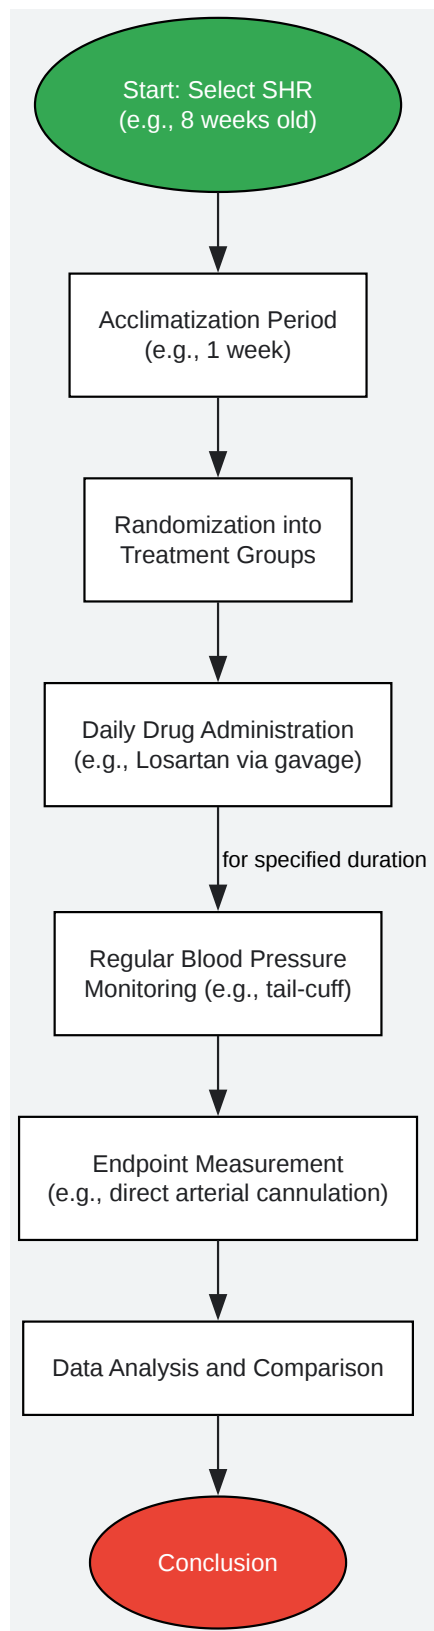 Start: Select SHR
(e.g., 8 weeks old)
Acclimatization Period
(e.g., 1 week)
Randomization into
Treatment Groups
Daily Drug Administration
(e.g., Losartan via gavage)
for specified duration
Regular Blood Pressure
Monitoring (e.g., tail-cuff)
Endpoint Measurement
(e.g., direct arterial cannulation)
Data Analysis and Comparison
Conclusion